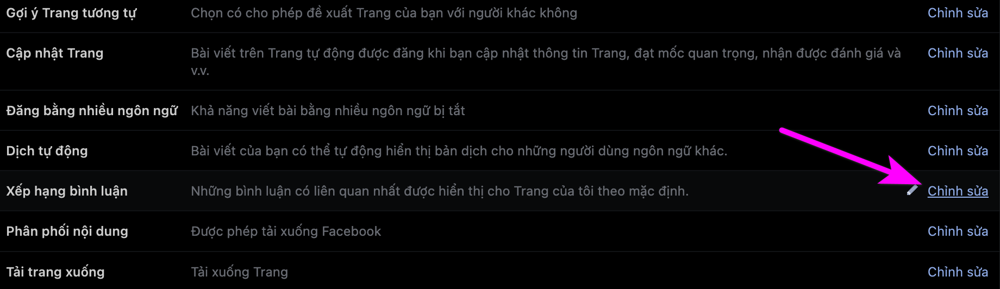 Gợi ý Trang tương tự Chọn có cho phép đề xuất Trang của bạn với người khác không Chỉnh sửa
Cập nhật Trang Bài viết trên Trang tự động được đăng khi bạn cập nhật thông tin Trang, đạt mốc quan trọng, nhận được đánh giá và Chỉnh sửa
v.v.
Đăng bằng nhiều ngôn ngữ Khả năng viết bài bằng nhiều ngôn ngữ bị tắt Chỉnh sửa
Dịch tự động Bài viết của bạn có thể tự động hiển thị bản dịch cho những người dùng ngôn ngữ khác. Chỉnh sửa
Xếp hạng bình luận Những bình luận có liên quan nhất được hiển thị cho Trang của tôi theo mặc định. Chỉnh sửa
Phân phối nội dung Được phép tải xuống Facebook Chỉnh sửa
Tải trang xuống Tải xuống Trang Chỉnh sửa